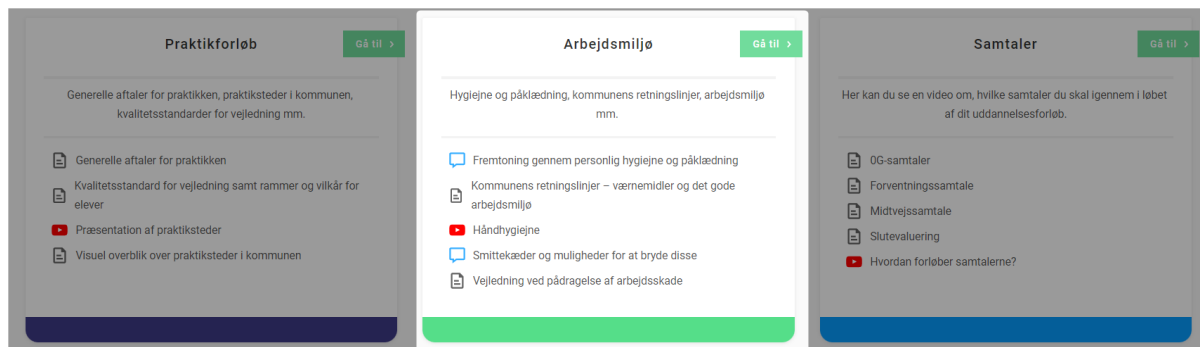 Praktikforløb
Gå til
Generelle aftaler for praktikken, praktiksteder i kommunen,
kvalitetsstandarder for vejledning mm.
Generelle aftaler for praktikken
Kvalitetsstandard for vejledning samt rammer og vilkår for
elever
Præsentation af praktiksteder
Visuel overblik over praktiksteder i kommunen
Arbejdsmiljø
Gå til
Hygiejne og påklædning, kommunens retningslinjer, arbejdsmiljø
mm.
Fremtoning gennem personlig hygiejne og påklædning
Kommunens retningslinjer – værnemidler og det gode
arbejdsmiljø
Håndhygiejne
Smittekæder og muligheder for at bryde disse
Vejledning ved pådragelse af arbejdsskade
Samtaler
Gå til
Her kan du se en video om, hvilke samtaler du skal igennem i løbet
af dit uddannelsesforløb.
0G-samtaler
Forventningssamtale
Midtvejssamtale
Slutevaluering
Hvordan forløber samtalerne?